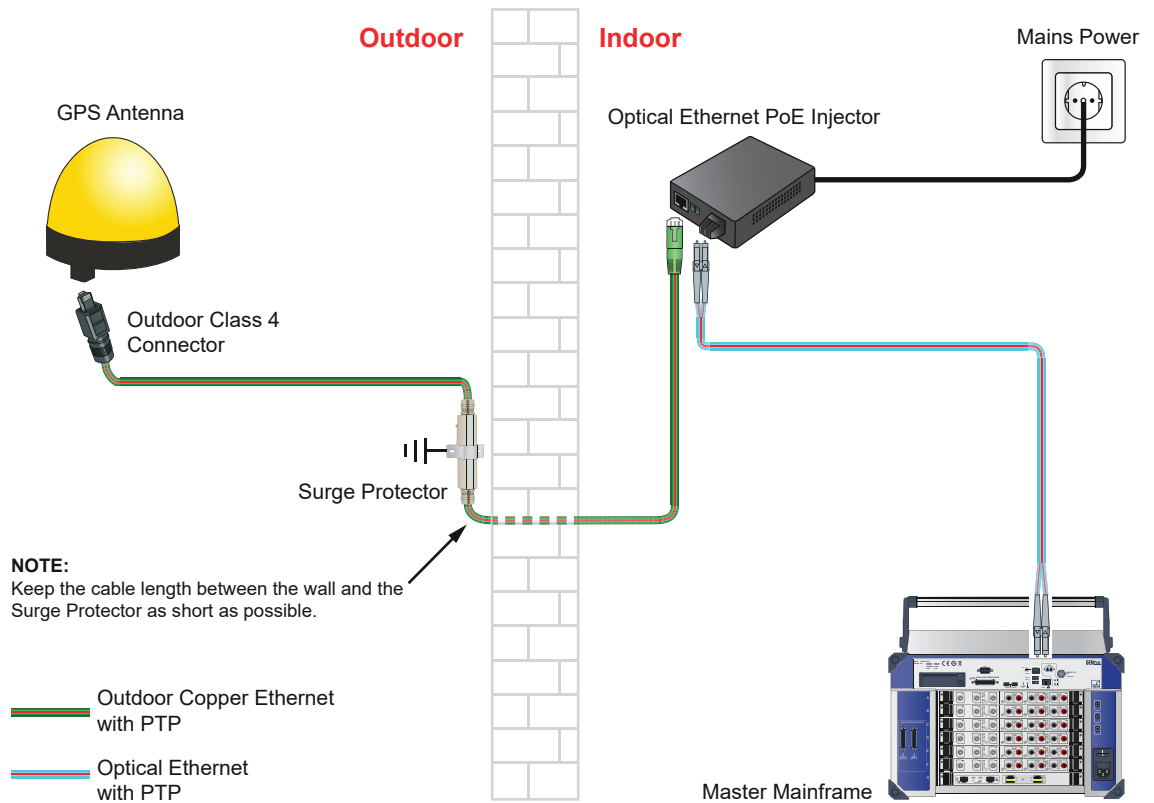 Outdoor
Indoor
Mains Power
GPS Antenna
Optical Ethernet PoE Injector
Outdoor Class 4
Connector
Surge Protector
NOTE:
Keep the cable length between the wall and the
Surge Protector as short as possible.
Outdoor Copper Ethernet
with PTP
Optical Ethernet
with PTP
Master Mainframe